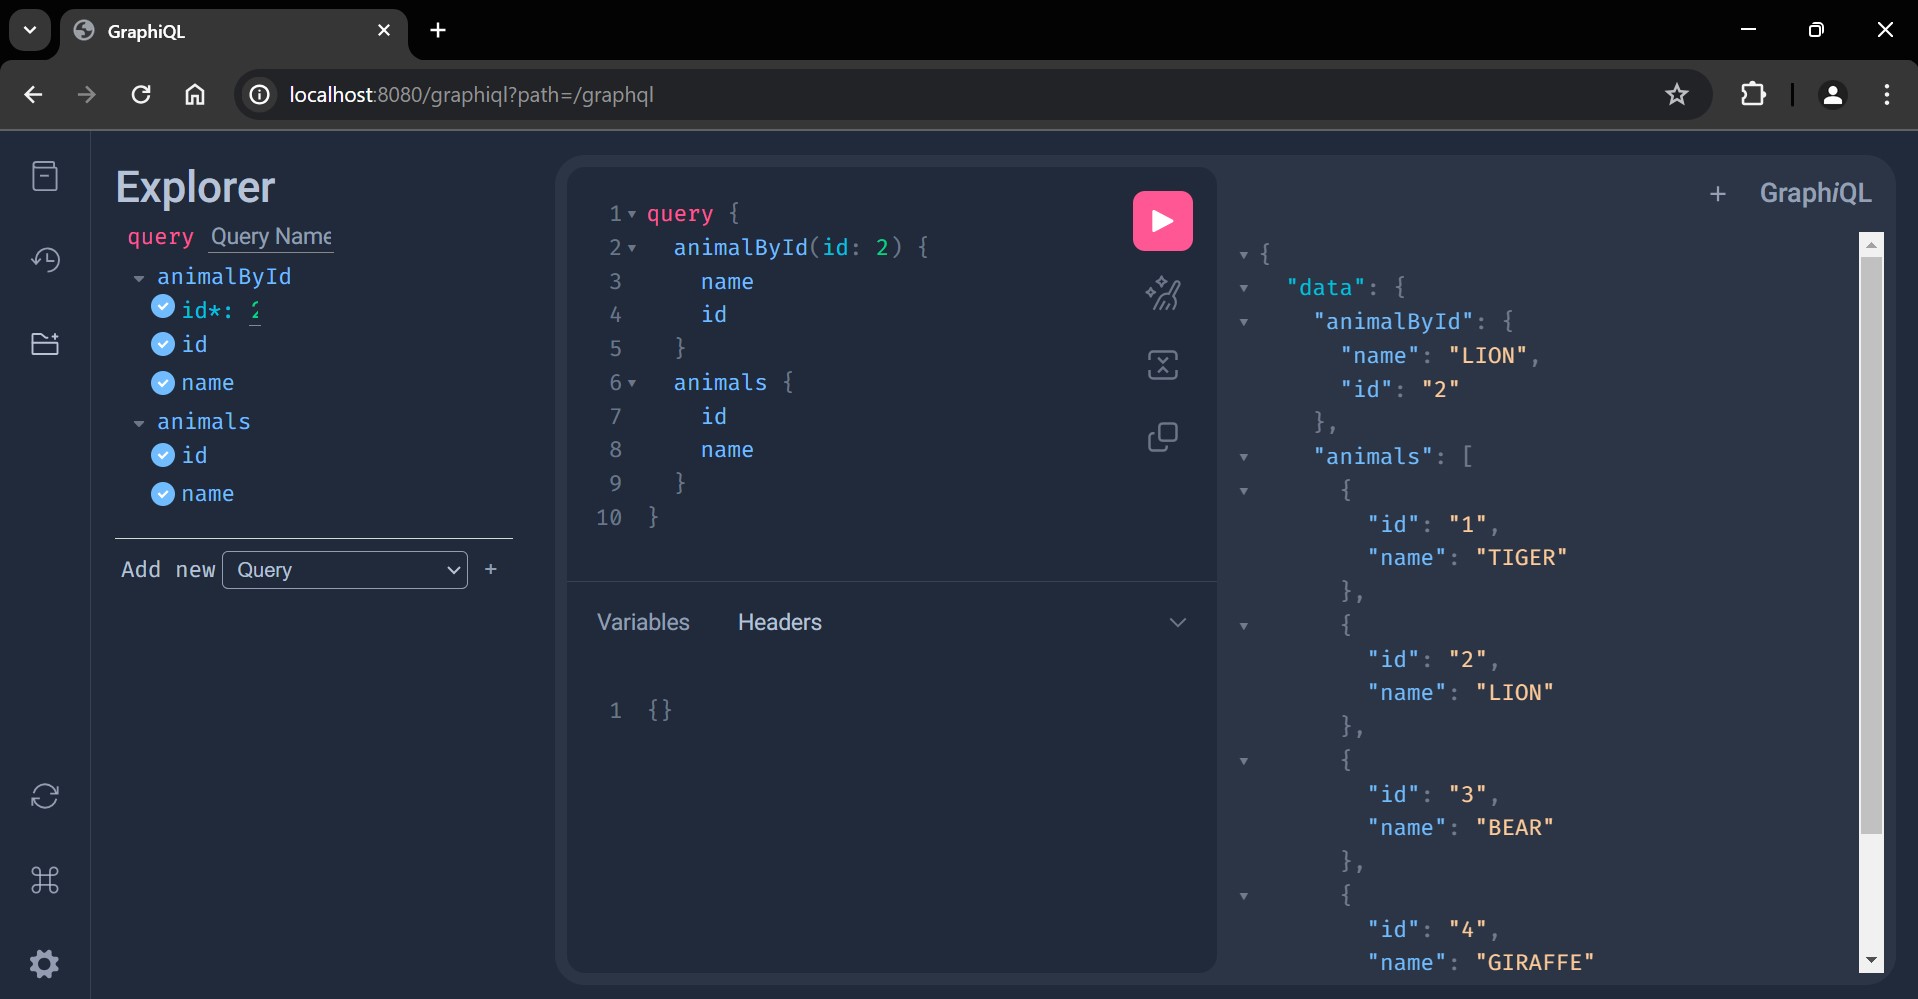 GraphiQL
localhost:8080/graphiql?path=/graphql
Explorer
query Query Name
animalById
id*: 2
id
name
animals
id
name
Add new Query +
1 query {
2 animalById(id: 2) {
3 name
4 id
5 }
6 animals {
7 id
8 name
9 }
10 }
Variables Headers
1 {}
+ GraphiQL
{
"data": {
"animalById": {
"name": "LION",
"id": "2"
},
"animals": [
{
"id": "1",
"name": "TIGER"
},
{
"id": "2",
"name": "LION"
},
{
"id": "3",
"name": "BEAR"
},
{
"id": "4",
"name": "GIRAFFE"